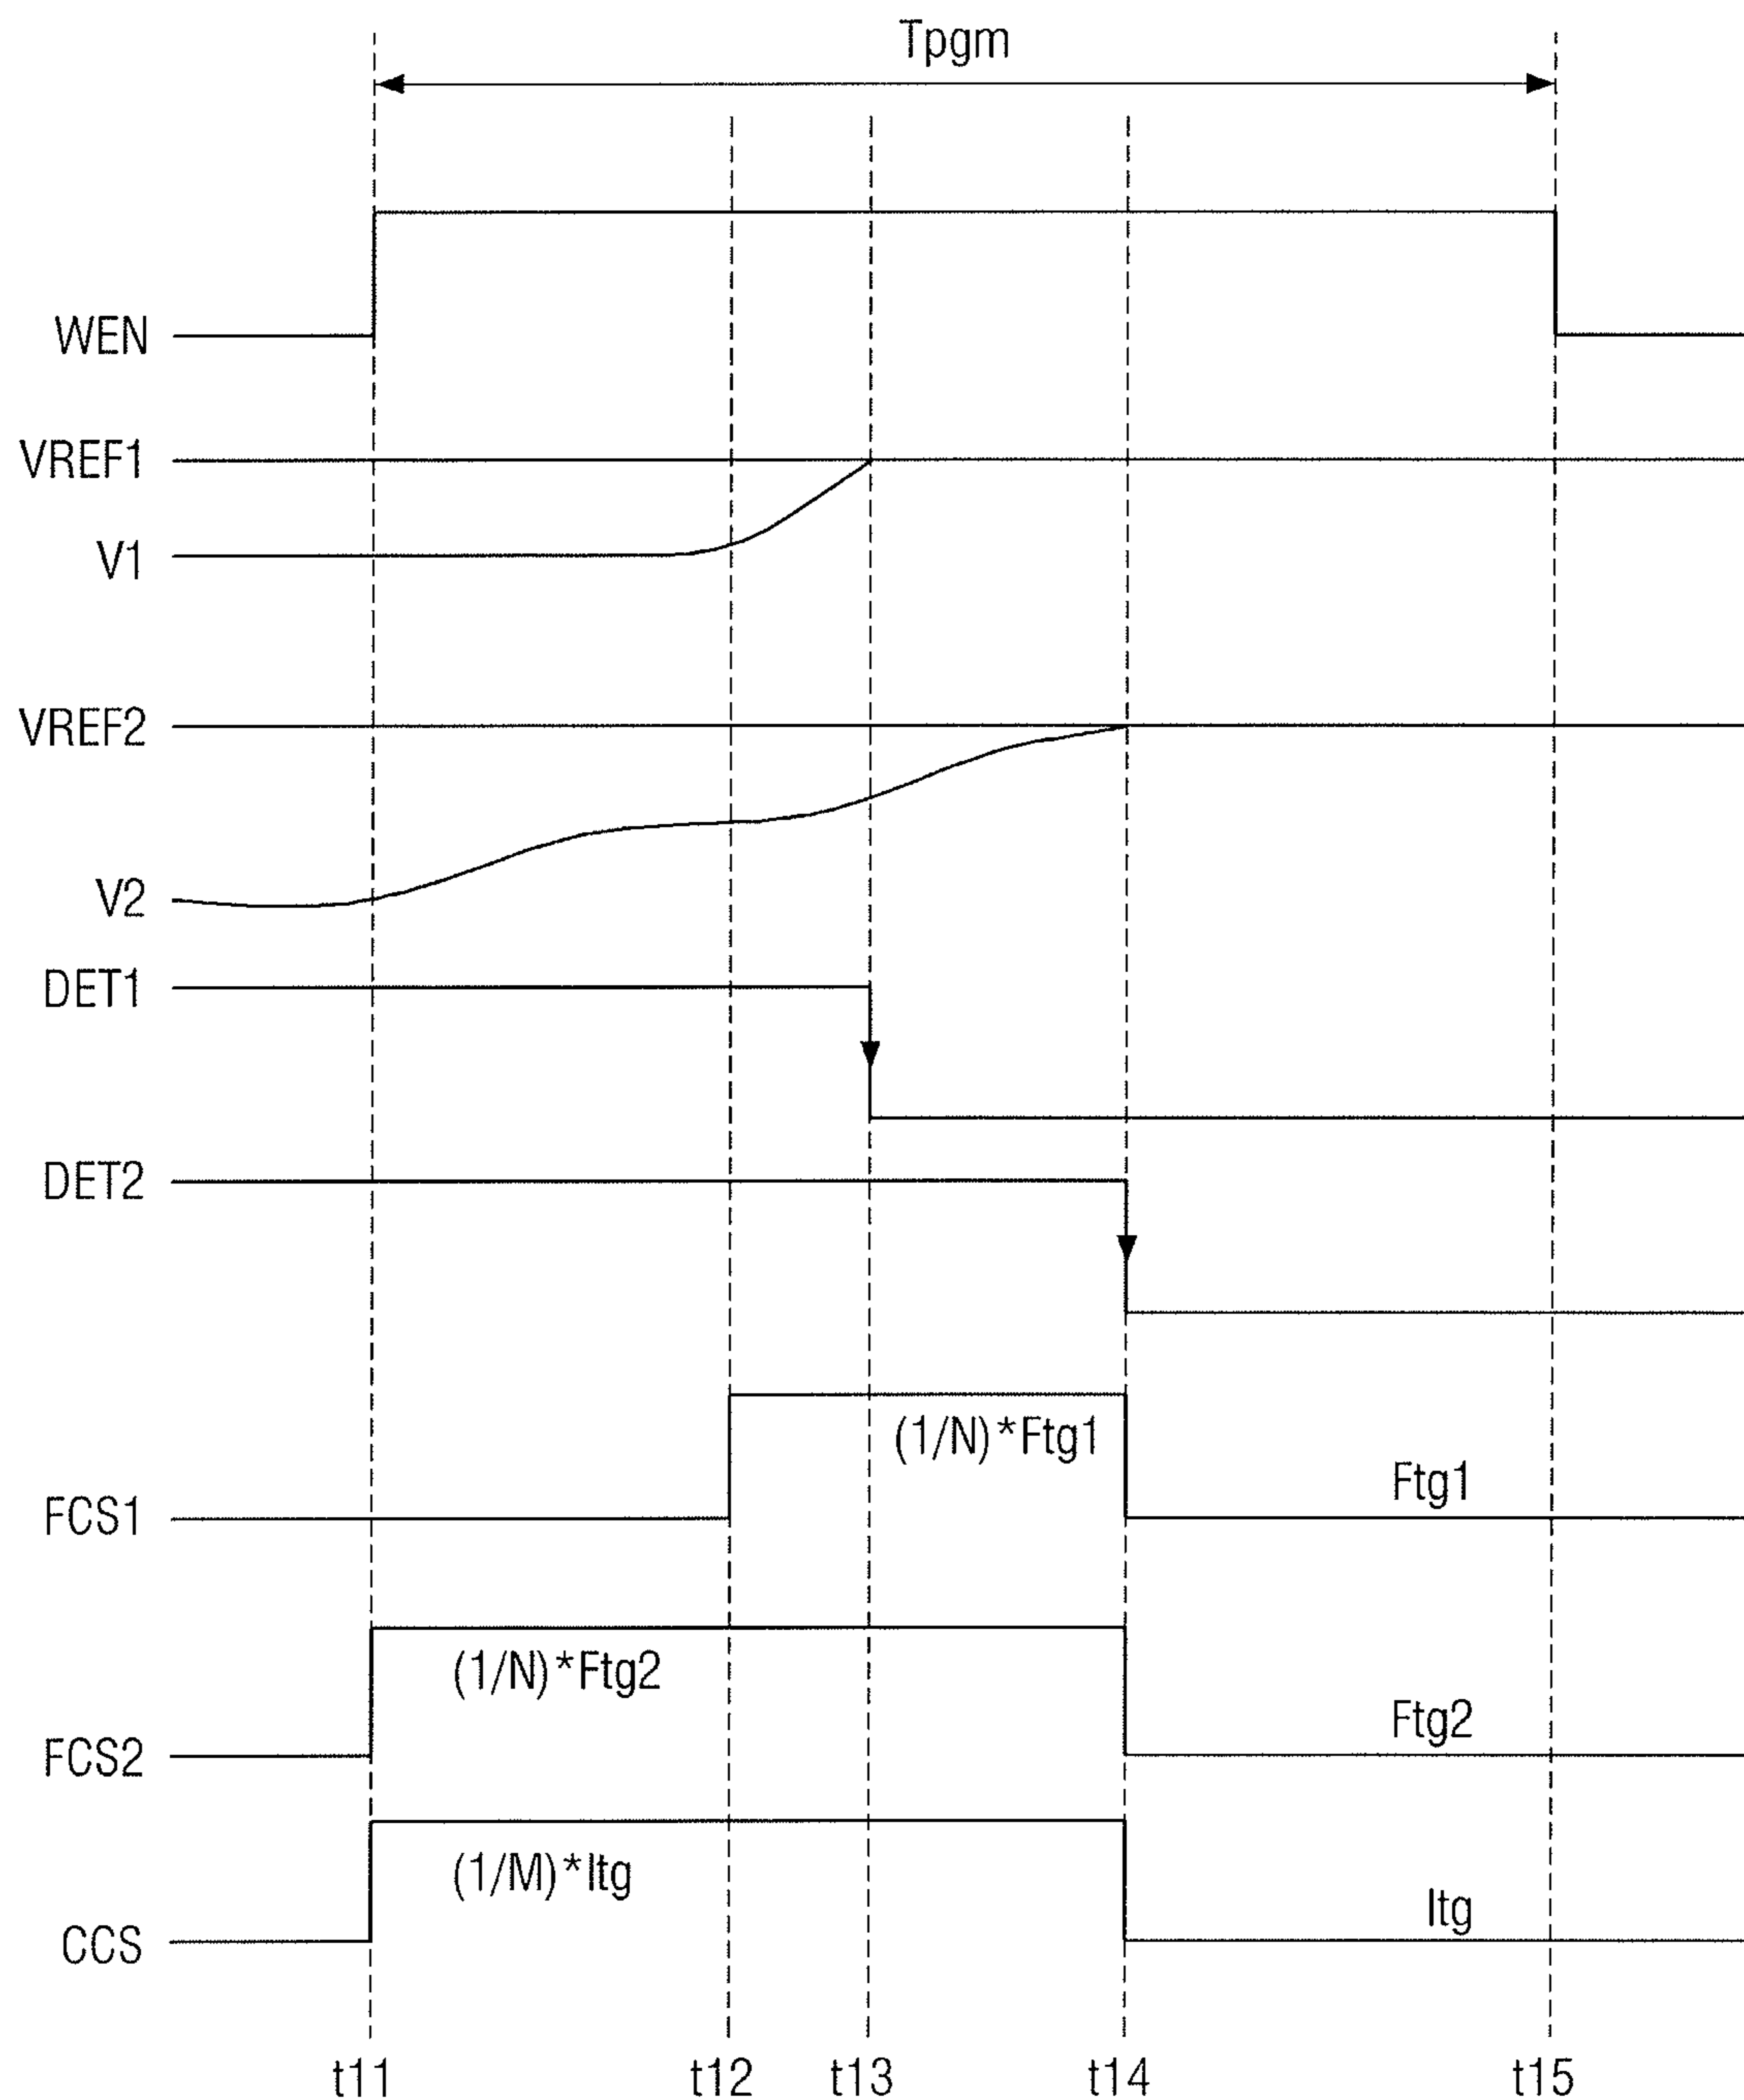 Tpgm
WEN
VREF1
V1
VREF2
V2
DET1
DET2
(1/N)*Ftg1
Ftg1
FCS1
(1/N)*Ftg2
Ftg2
FCS2
(1/M)*Itg
Itg
CCS
t11 t12 t13 t14 t15